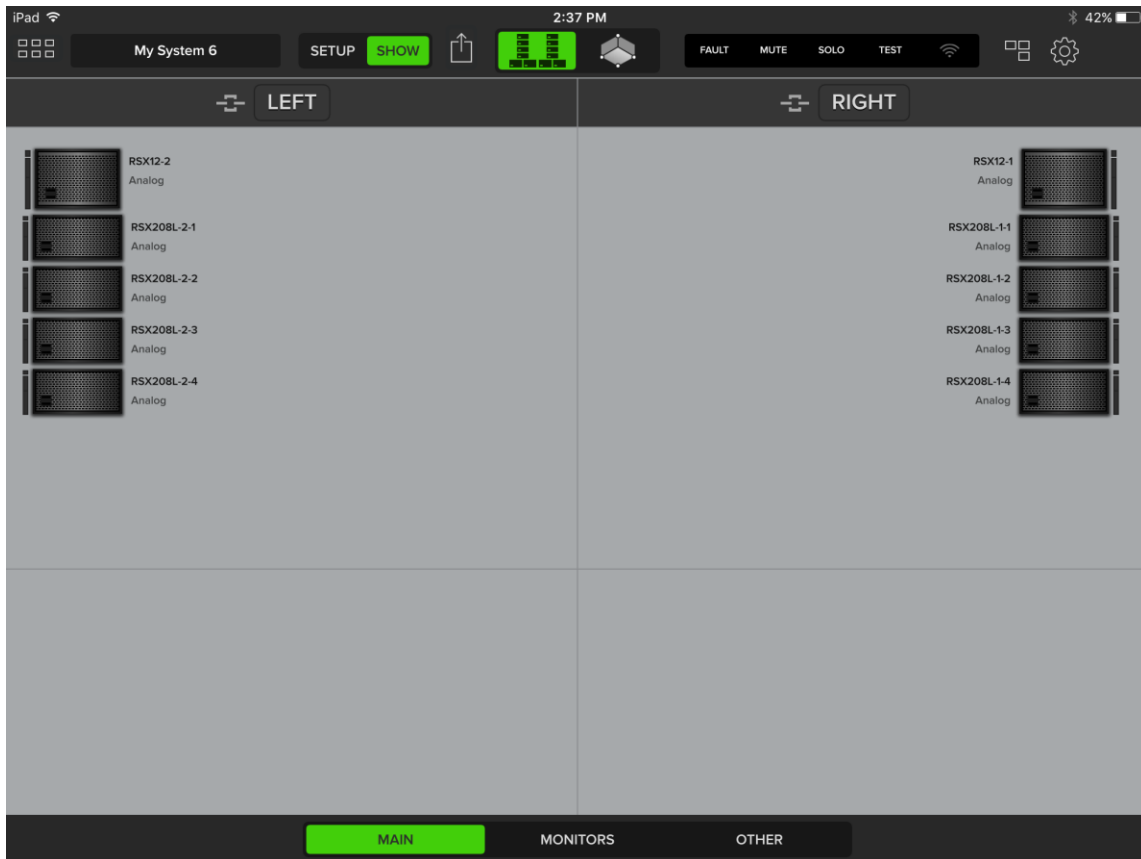 iPad 2:37 PM 42%
My System 6 SETUP SHOW FAULT MUTE SOLO TEST
LEFT RIGHT
RSX12-2
Analog
RSX208L-2-1
Analog
RSX208L-2-2
Analog
RSX208L-2-3
Analog
RSX208L-2-4
Analog
RSX12-1
Analog
RSX208L-1-1
Analog
RSX208L-1-2
Analog
RSX208L-1-3
Analog
RSX208L-1-4
Analog
MAIN MONITORS OTHER